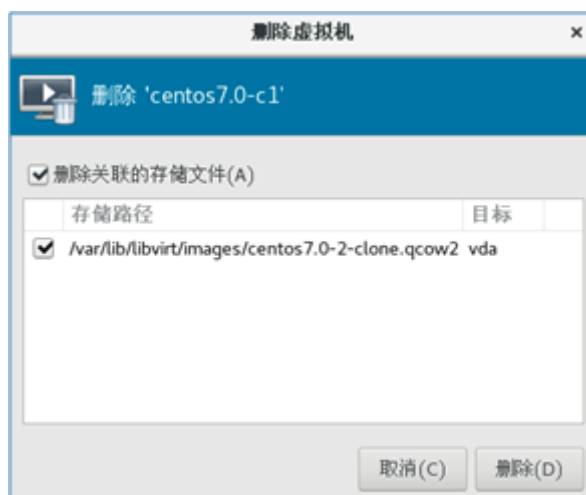 删除虚拟机
×
删除 'centos7.0-c1'
删除关联的存储文件(A)
存储路径 目标
/var/lib/libvirt/images/centos7.0-2-clone.qcow2 vda
取消(C) 删除(D)